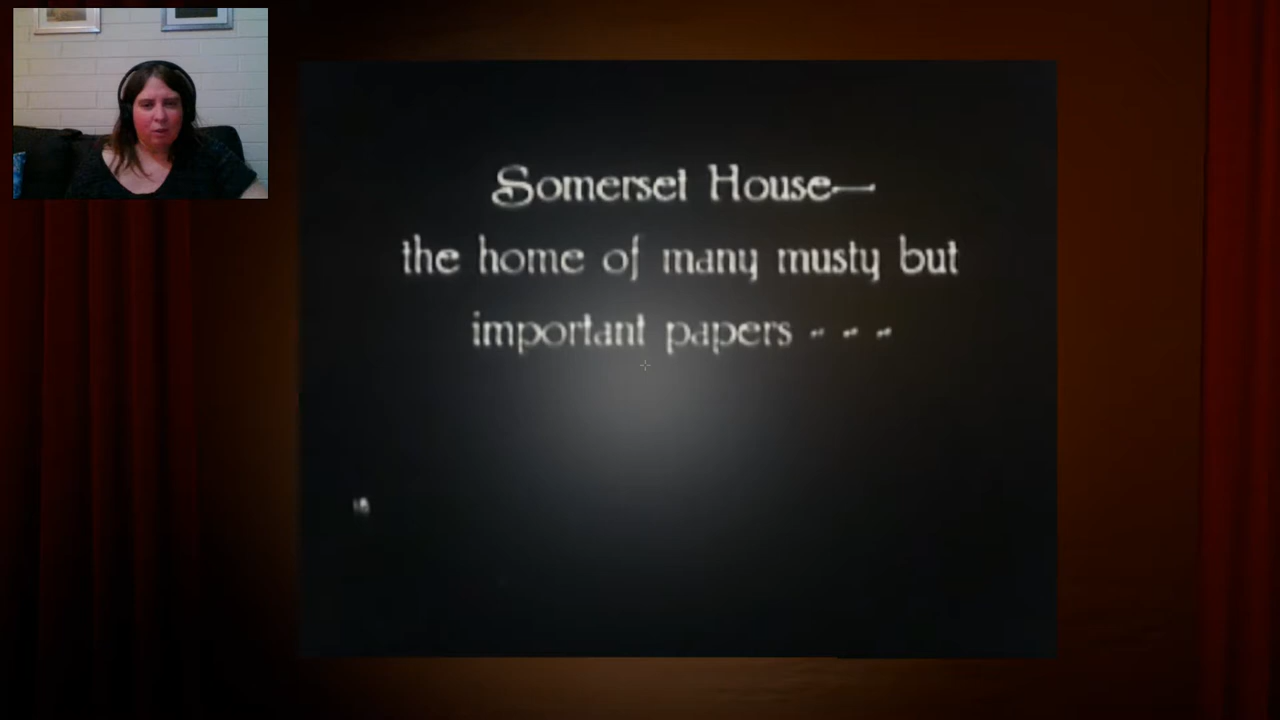 Somerset House—
the home of many musty but
important papers - - -